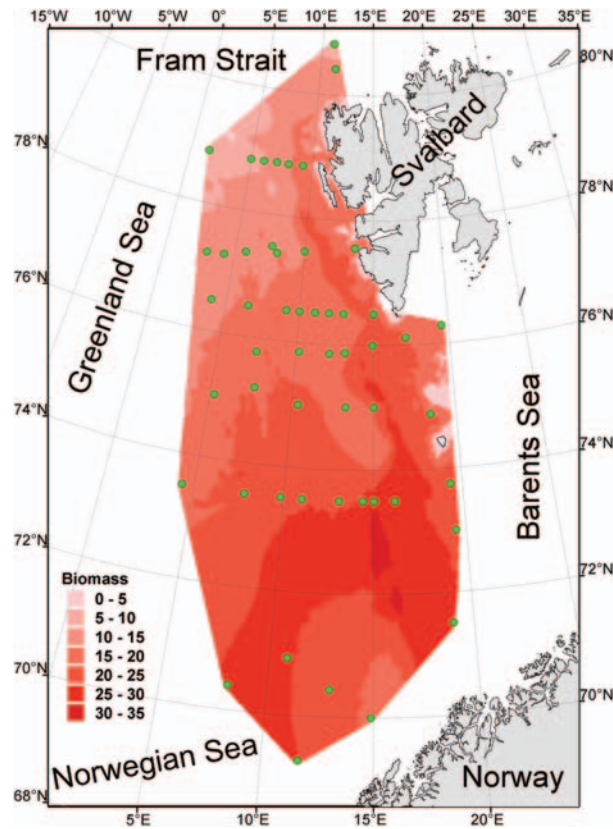 15°W 10°W 5°W 0° 5°E 10°E 15°E 20°E 25°E 30°E 35°E
Fram Strait
80°N
Svalbard
78°N
78°N
Greenland Sea
76°N
76°N
Barents Sea
74°N
74°N
72°N
72°N
Biomass
0 - 5
5 - 10
10 - 15
15 - 20
20 - 25
25 - 30
30 - 35
70°N
70°N
Norwegian Sea
Norway
68°N
5°E 10°E 15°E 20°E